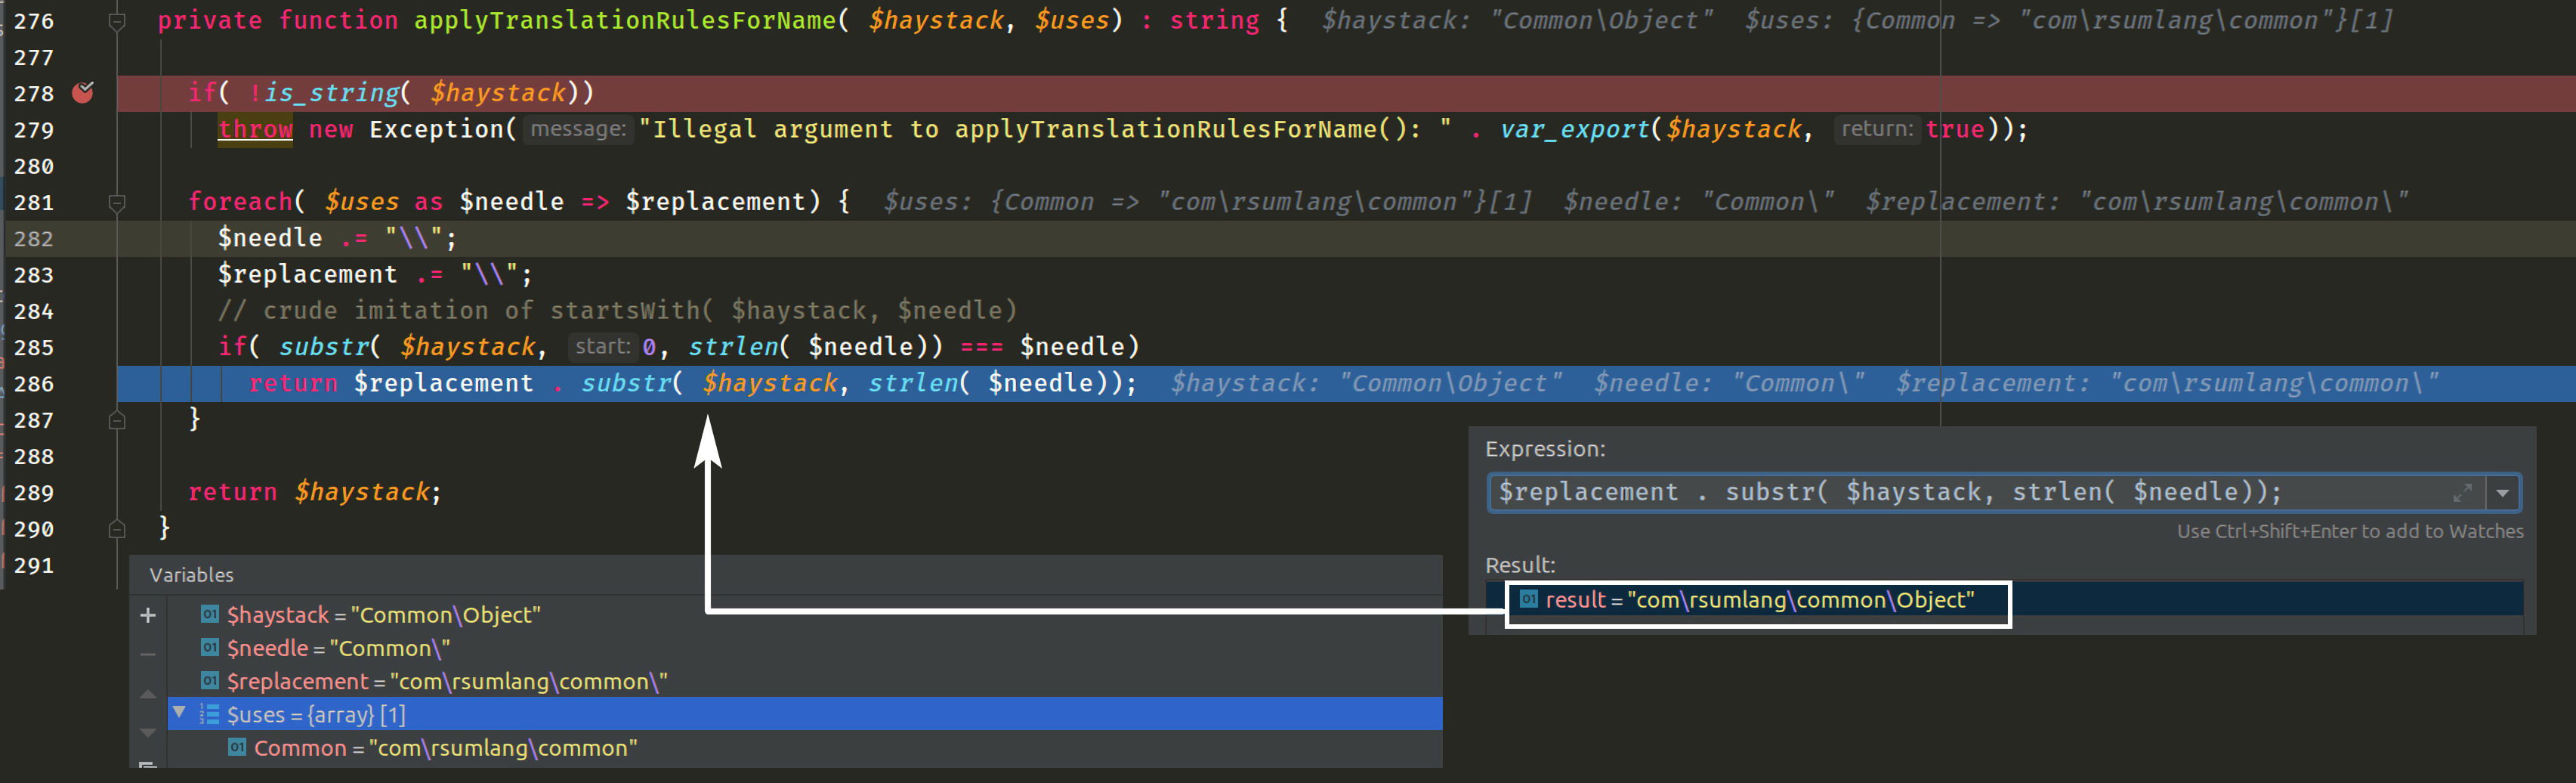 276 private function applyTranslationRulesForName( $haystack, $uses) : string {  $haystack: "Common\Object"  $uses: {Common => "com\rsumlang\common"}[1]
277
278 if( !is_string( $haystack))
279 throw new Exception( message: "Illegal argument to applyTranslationRulesForName(): " . var_export($haystack, return: true));
280
281 foreach( $uses as $needle => $replacement) {  $uses: {Common => "com\rsumlang\common"}[1]  $needle: "Common\"  $replacement: "com\rsumlang\common\"
282 $needle .= "\\";
283 $replacement .= "\\";
284 // crude imitation of startsWith( $haystack, $needle)
285 if( substr( $haystack, start: 0, strlen( $needle)) === $needle)
286 return $replacement . substr( $haystack, strlen( $needle));  $haystack: "Common\Object"  $needle: "Common\"  $replacement: "com\rsumlang\common\"
287 }
288
289 return $haystack;
290 }
291
Variables
$haystack = "Common\Object"
$needle = "Common\"
$replacement = "com\rsumlang\common\"
$uses = {array} [1]
Common = "com\rsumlang\common"
Expression:
$replacement . substr( $haystack, strlen( $needle));
Use Ctrl+Shift+Enter to add to Watches
Result:
result = "com\rsumlang\common\Object"